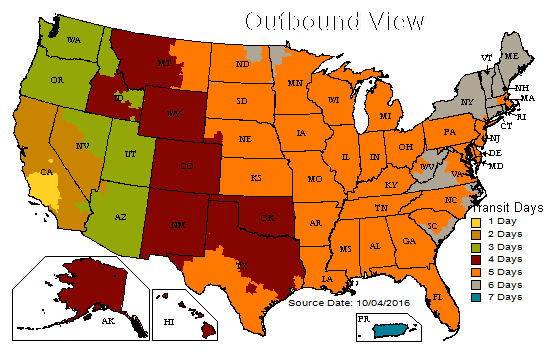 Outbound View
WA
OR
CA
NV
ID
MT
WY
UT
AZ
CO
NM
ND
SD
NE
KS
OK
TX
MN
IA
MO
AR
LA
WI
IL
MI
IN
OH
KY
TN
MS
AL
GA
FL
SC
NC
VA
WV
PA
NY
VT
ME
NH
MA
RI
CT
NJ
DE
MD
AK
HI
PR
Transit Days
1 Day
2 Days
3 Days
4 Days
5 Days
6 Days
7 Days
Source Date: 10/04/2016